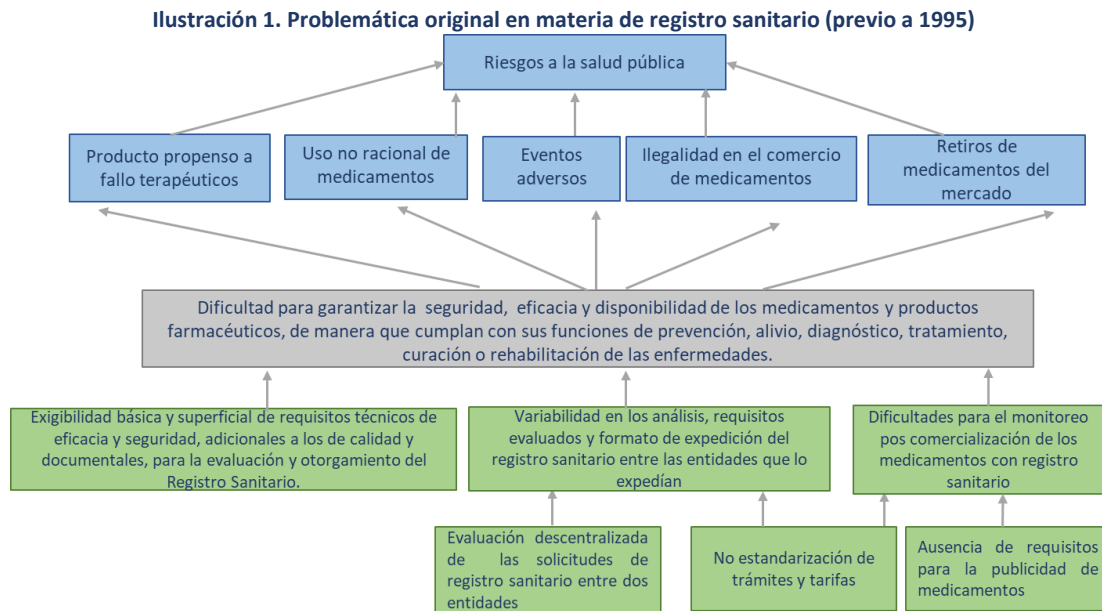 Ilustración 1. Problemática original en materia de registro sanitario (previo a 1995)
Riesgos a la salud pública
Producto propenso a
fallo terapéuticos
Uso no racional de
medicamentos
Eventos
adversos
Ilegalidad en el comercio
de medicamentos
Retiros de
medicamentos del
mercado
Dificultad para garantizar la seguridad, eficacia y disponibilidad de los medicamentos y productos
farmacéuticos, de manera que cumplan con sus funciones de prevención, alivio, diagnóstico, tratamiento,
curación o rehabilitación de las enfermedades.
Exigibilidad básica y superficial de requisitos técnicos de
eficacia y seguridad, adicionales a los de calidad y
documentales, para la evaluación y otorgamiento del
Registro Sanitario.
Variabilidad en los análisis, requisitos
evaluados y formato de expedición del
registro sanitario entre las entidades que lo
expedían
Dificultades para el monitoreo
pos comercialización de los
medicamentos con registro
sanitario
Evaluación descentralizada
de las solicitudes de
registro sanitario entre dos
entidades
No estandarización de
trámites y tarifas
Ausencia de requisitos
para la publicidad de
medicamentos